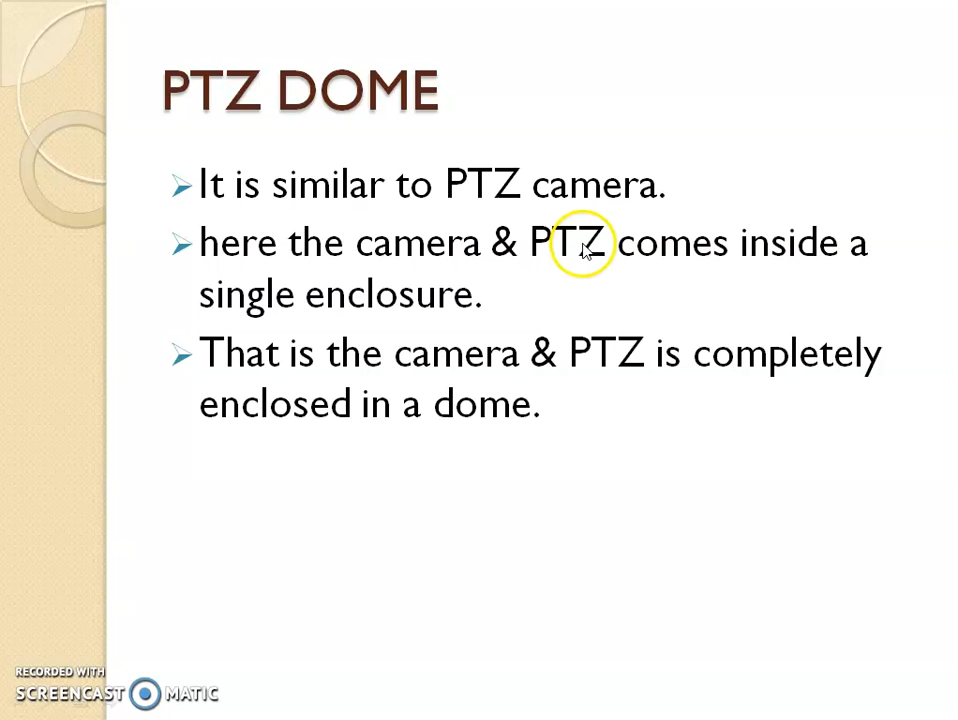 PTZ DOME
It is similar to PTZ camera.
here the camera & PTZ comes inside a
single enclosure.
That is the camera & PTZ is completely
enclosed in a dome.
RECORDED WITH
SCREENCAST MATIC